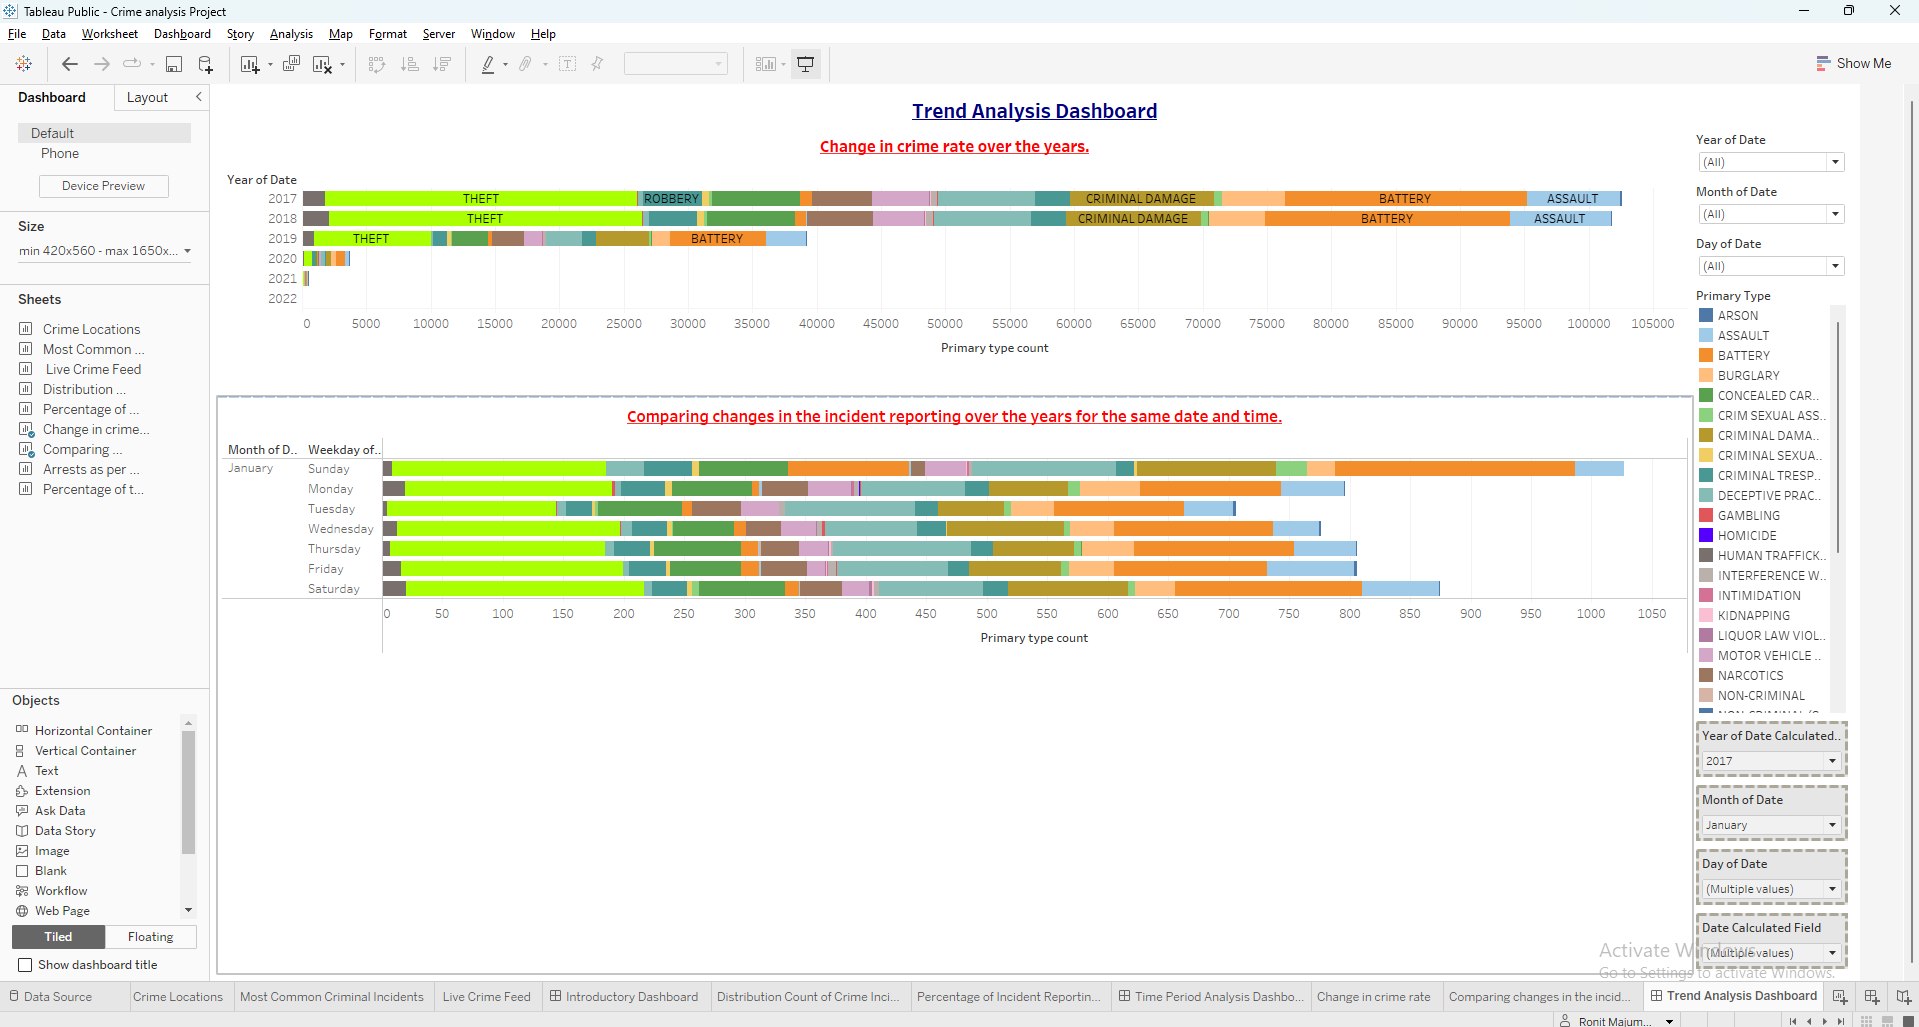 Tableau Public - Crime analysis Project
File Data Worksheet Dashboard Story Analysis Map Format Server Window Help
Show Me
Dashboard Layout
Default
Phone
Device Preview
Size
min 420x560 - max 1650x...
Sheets
Crime Locations
Most Common ...
Live Crime Feed
Distribution ...
Percentage of ...
Change in crime...
Comparing ...
Arrests as per ...
Percentage of t...
Objects
Horizontal Container
Vertical Container
Text
Extension
Ask Data
Data Story
Image
Blank
Workflow
Web Page
Tiled Floating
Show dashboard title
Trend Analysis Dashboard
Change in crime rate over the years.
Year of Date
2017 THEFT ROBBERY CRIMINAL DAMAGE BATTERY ASSAULT
2018 THEFT CRIMINAL DAMAGE BATTERY ASSAULT
2019 THEFT BATTERY
2020
2021
2022
0 5000 10000 15000 20000 25000 30000 35000 40000 45000 50000 55000 60000 65000 70000 75000 80000 85000 90000 95000 100000 105000
Primary type count
Comparing changes in the incident reporting over the years for the same date and time.
Month of D.. Weekday of..
January Sunday
Monday
Tuesday
Wednesday
Thursday
Friday
Saturday
0 50 100 150 200 250 300 350 400 450 500 550 600 650 700 750 800 850 900 950 1000 1050
Primary type count
Year of Date
(All)
Month of Date
(All)
Day of Date
(All)
Primary Type
ARSON
ASSAULT
BATTERY
BURGLARY
CONCEALED CAR..
CRIM SEXUAL ASS..
CRIMINAL DAMA..
CRIMINAL SEXUA..
CRIMINAL TRESP..
DECEPTIVE PRAC..
GAMBLING
HOMICIDE
HUMAN TRAFFICK..
INTERFERENCE W..
INTIMIDATION
KIDNAPPING
LIQUOR LAW VIOL..
MOTOR VEHICLE ..
NARCOTICS
NON-CRIMINAL
Year of Date Calculated..
2017
Month of Date
January
Day of Date
(Multiple values)
Date Calculated Field
(Multiple values)
Activate Windows
Go to Settings to activate Windows.
Data Source Crime Locations Most Common Criminal Incidents Live Crime Feed Introductory Dashboard Distribution Count of Crime Inci... Percentage of Incident Reportin... Time Period Analysis Dashbo... Change in crime rate Comparing changes in the incid... Trend Analysis Dashboard
Ronit Majum...